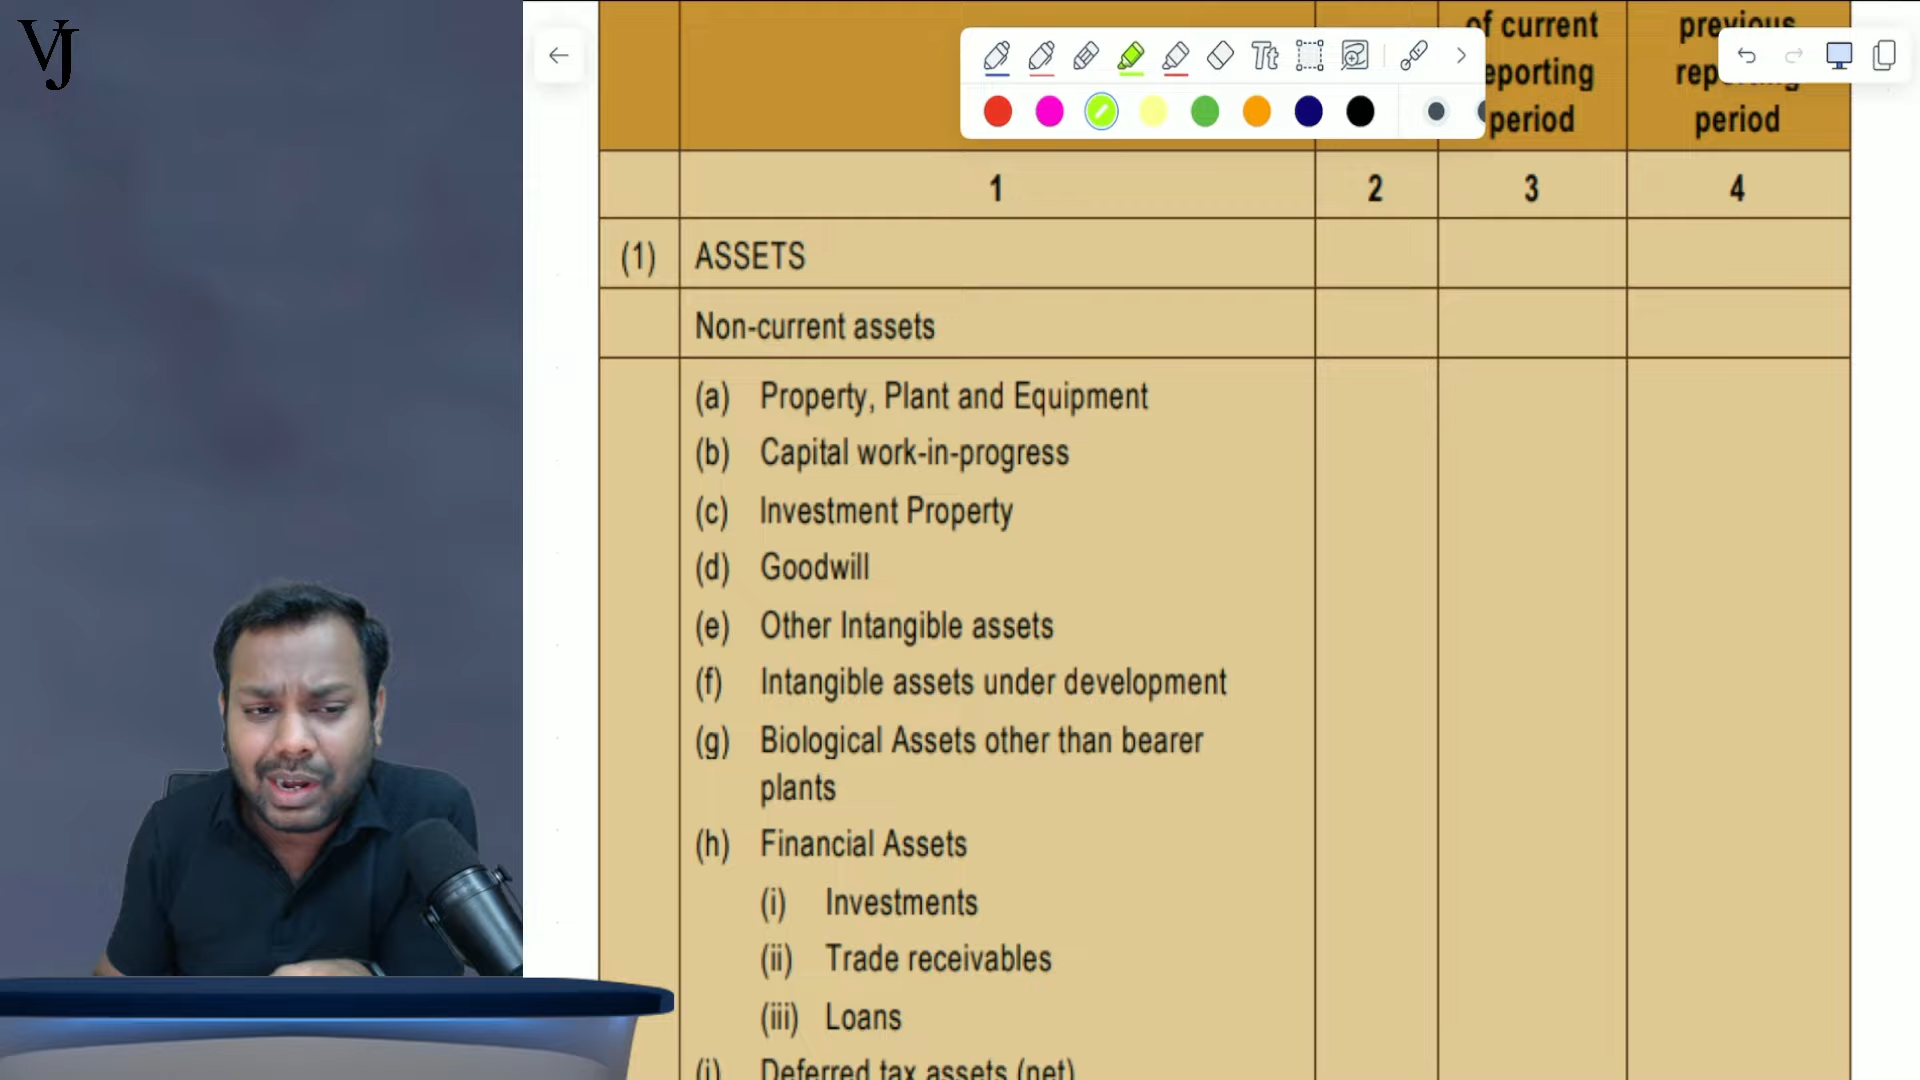 VJ
of current
previous
eporting
period
period
Tt
1
2
3
4
(1) ASSETS
Non-current assets
(a) Property, Plant and Equipment
(b) Capital work-in-progress
(c) Investment Property
(d) Goodwill
(e) Other Intangible assets
(f) Intangible assets under development
(g) Biological Assets other than bearer
plants
(h) Financial Assets
(i) Investments
(ii) Trade receivables
(iii) Loans
(i) Deferred tax assets (net)